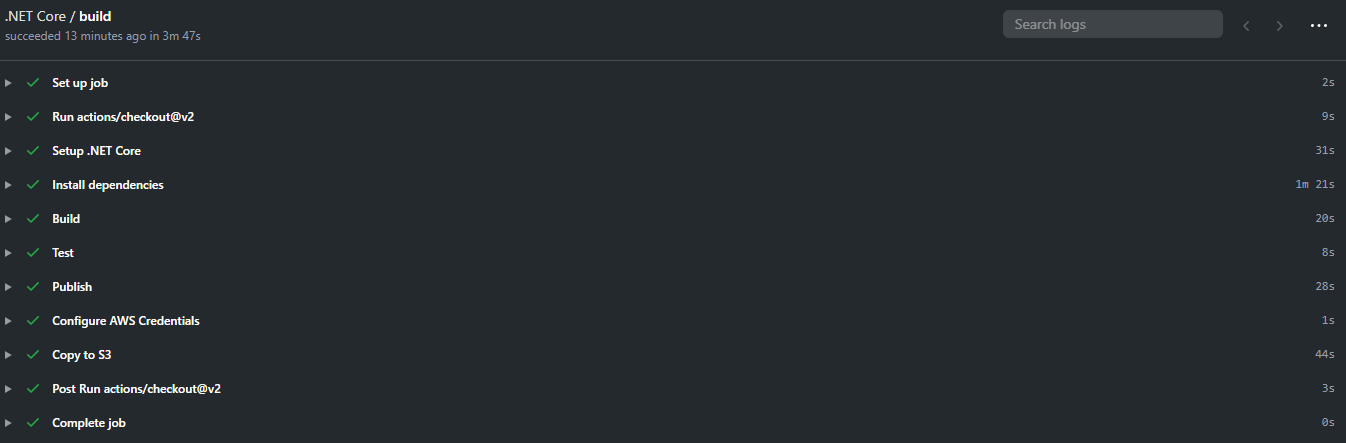 .NET Core / build
succeeded 13 minutes ago in 3m 47s
Search logs
Set up job 2s
Run actions/checkout@v2 9s
Setup .NET Core 31s
Install dependencies 1m 21s
Build 20s
Test 8s
Publish 28s
Configure AWS Credentials 1s
Copy to S3 44s
Post Run actions/checkout@v2 3s
Complete job 0s